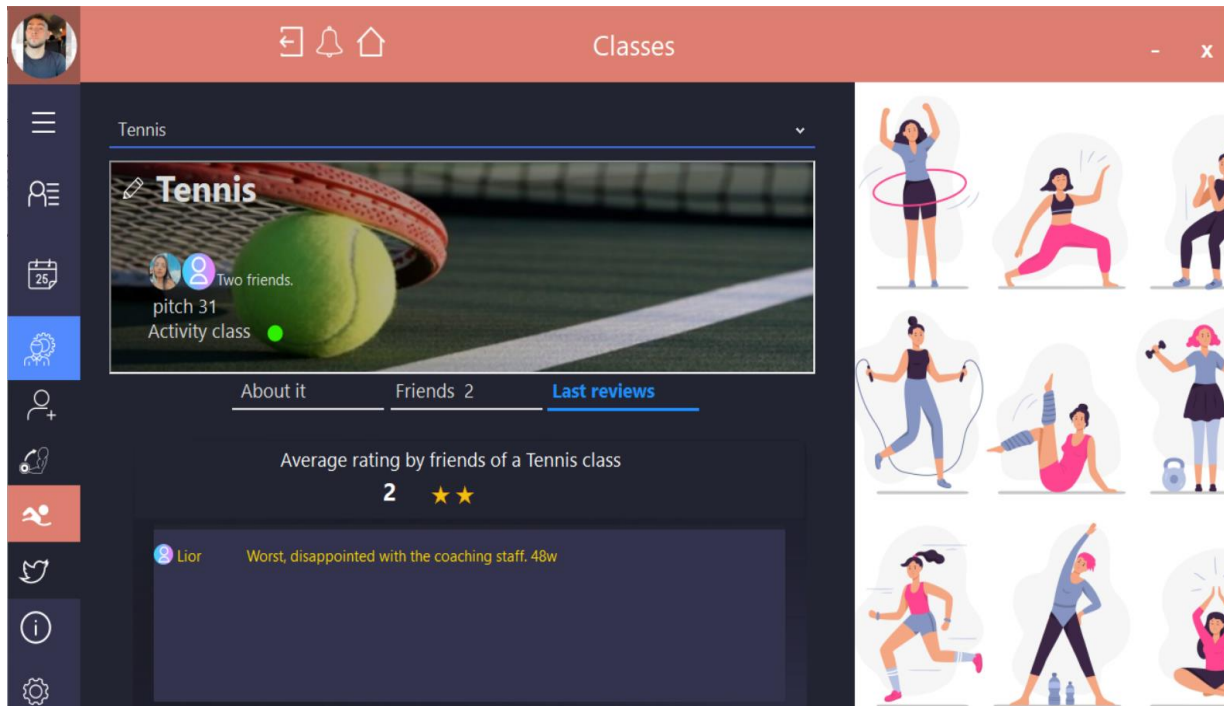 Classes
-
x
Tennis
Tennis
Two friends.
pitch 31
Activity class
25
About it
Friends 2
Last reviews
Average rating by friends of a Tennis class
2
Lior
Worst, disappointed with the coaching staff. 48w